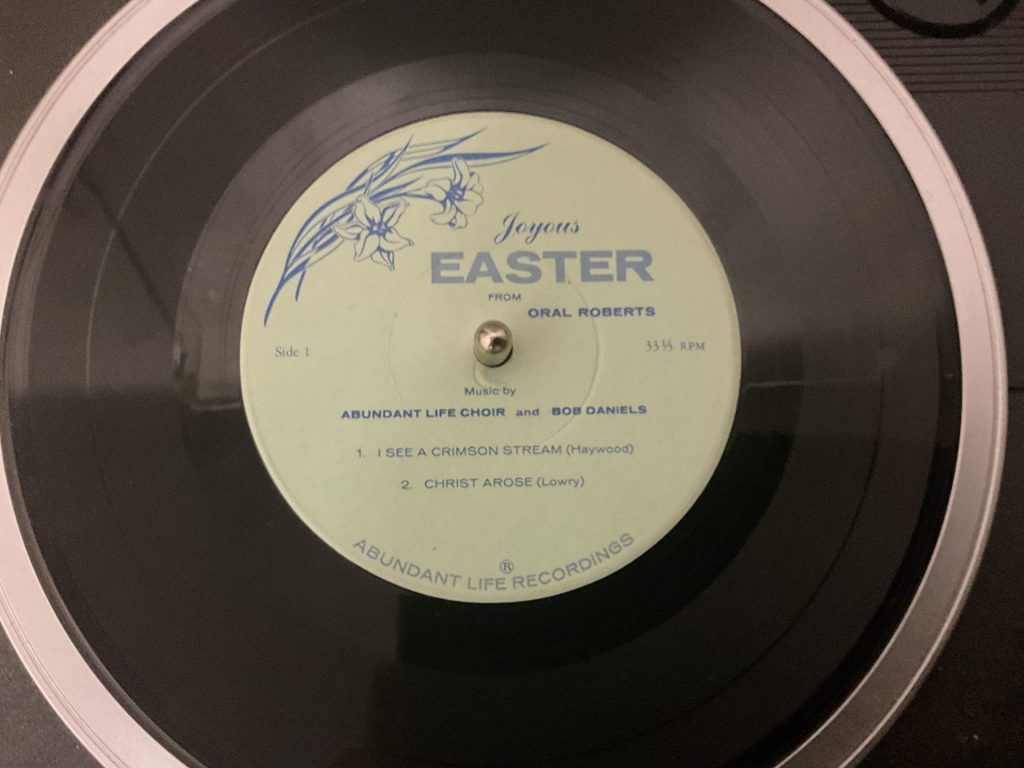 Joyous
EASTER
FROM
ORAL ROBERTS
Side 1
33⅓ RPM
Music by
ABUNDANT LIFE CHOIR and BOB DANIELS
1. I SEE A CRIMSON STREAM (Haywood)
2. CHRIST AROSE (Lowry)
®
ABUNDANT LIFE RECORDINGS